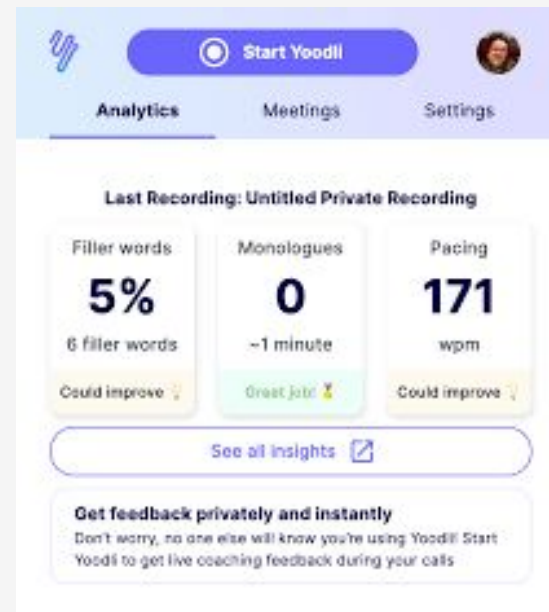 Start Yoodli
Analytics Meetings Settings
Last Recording: Untitled Private Recording
Filler words Monologues Pacing
5% 0 171
6 filler words ~1 minute wpm
Could improve Great job! Could improve
See all insights
Get feedback privately and instantly
Don't worry, no one else will know you're using Yoodli! Start
Yoodli to get live coaching feedback during your calls